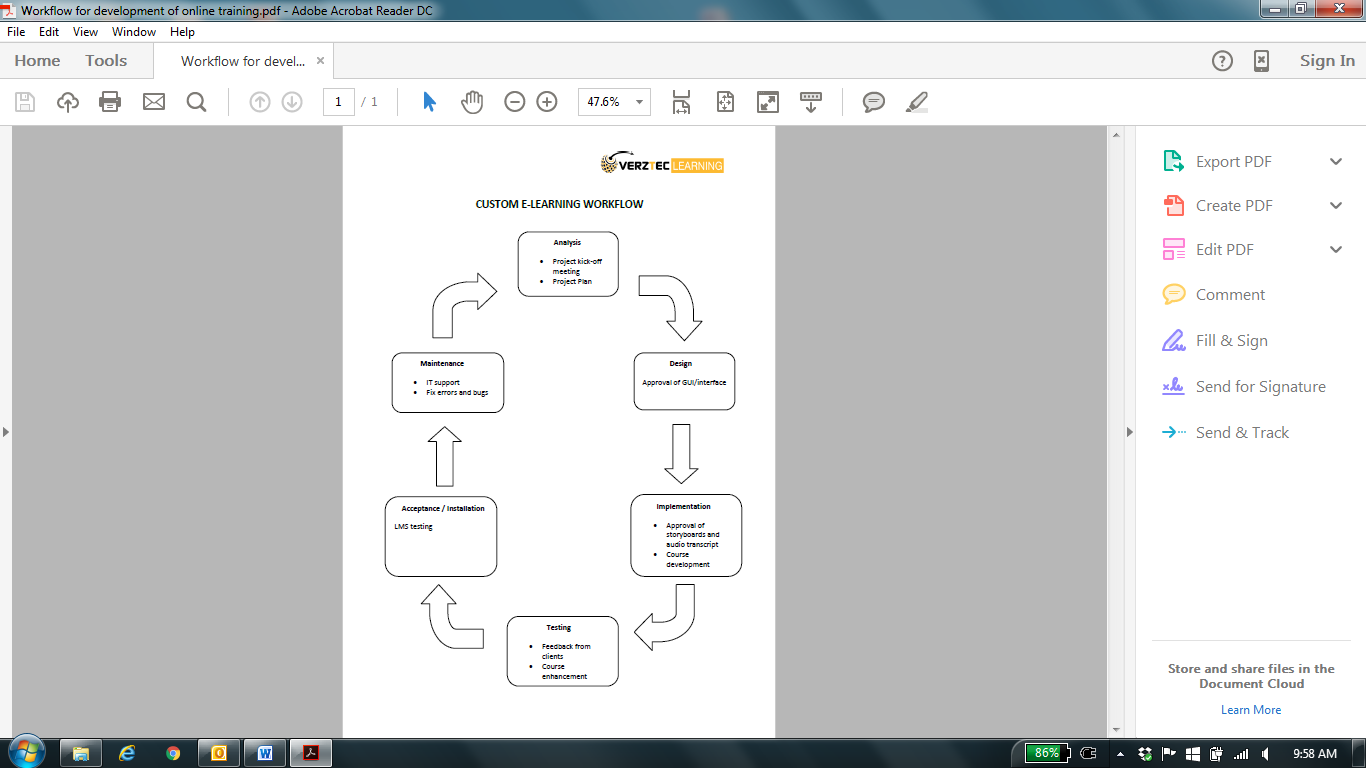 Workflow for development of online training.pdf - Adobe Acrobat Reader DC
File Edit View Window Help
Home Tools Workflow for devel... × Sign In
1 / 1 47.6%
VERZTEC LEARNING
CUSTOM E-LEARNING WORKFLOW
Analysis
• Project kick-off
meeting
• Project Plan
Maintenance
• IT support
• Fix errors and bugs
Design
Approval of GUI/interface
Acceptance / Installation
LMS testing
Implementation
• Approval of
storyboards and
audio transcript
• Course
development
Testing
• Feedback from
clients
• Course
enhancement
Export PDF
Create PDF
Edit PDF
Comment
Fill & Sign
Send for Signature
Send & Track
Store and share files in the
Document Cloud
Learn More
86% 9:58 AM